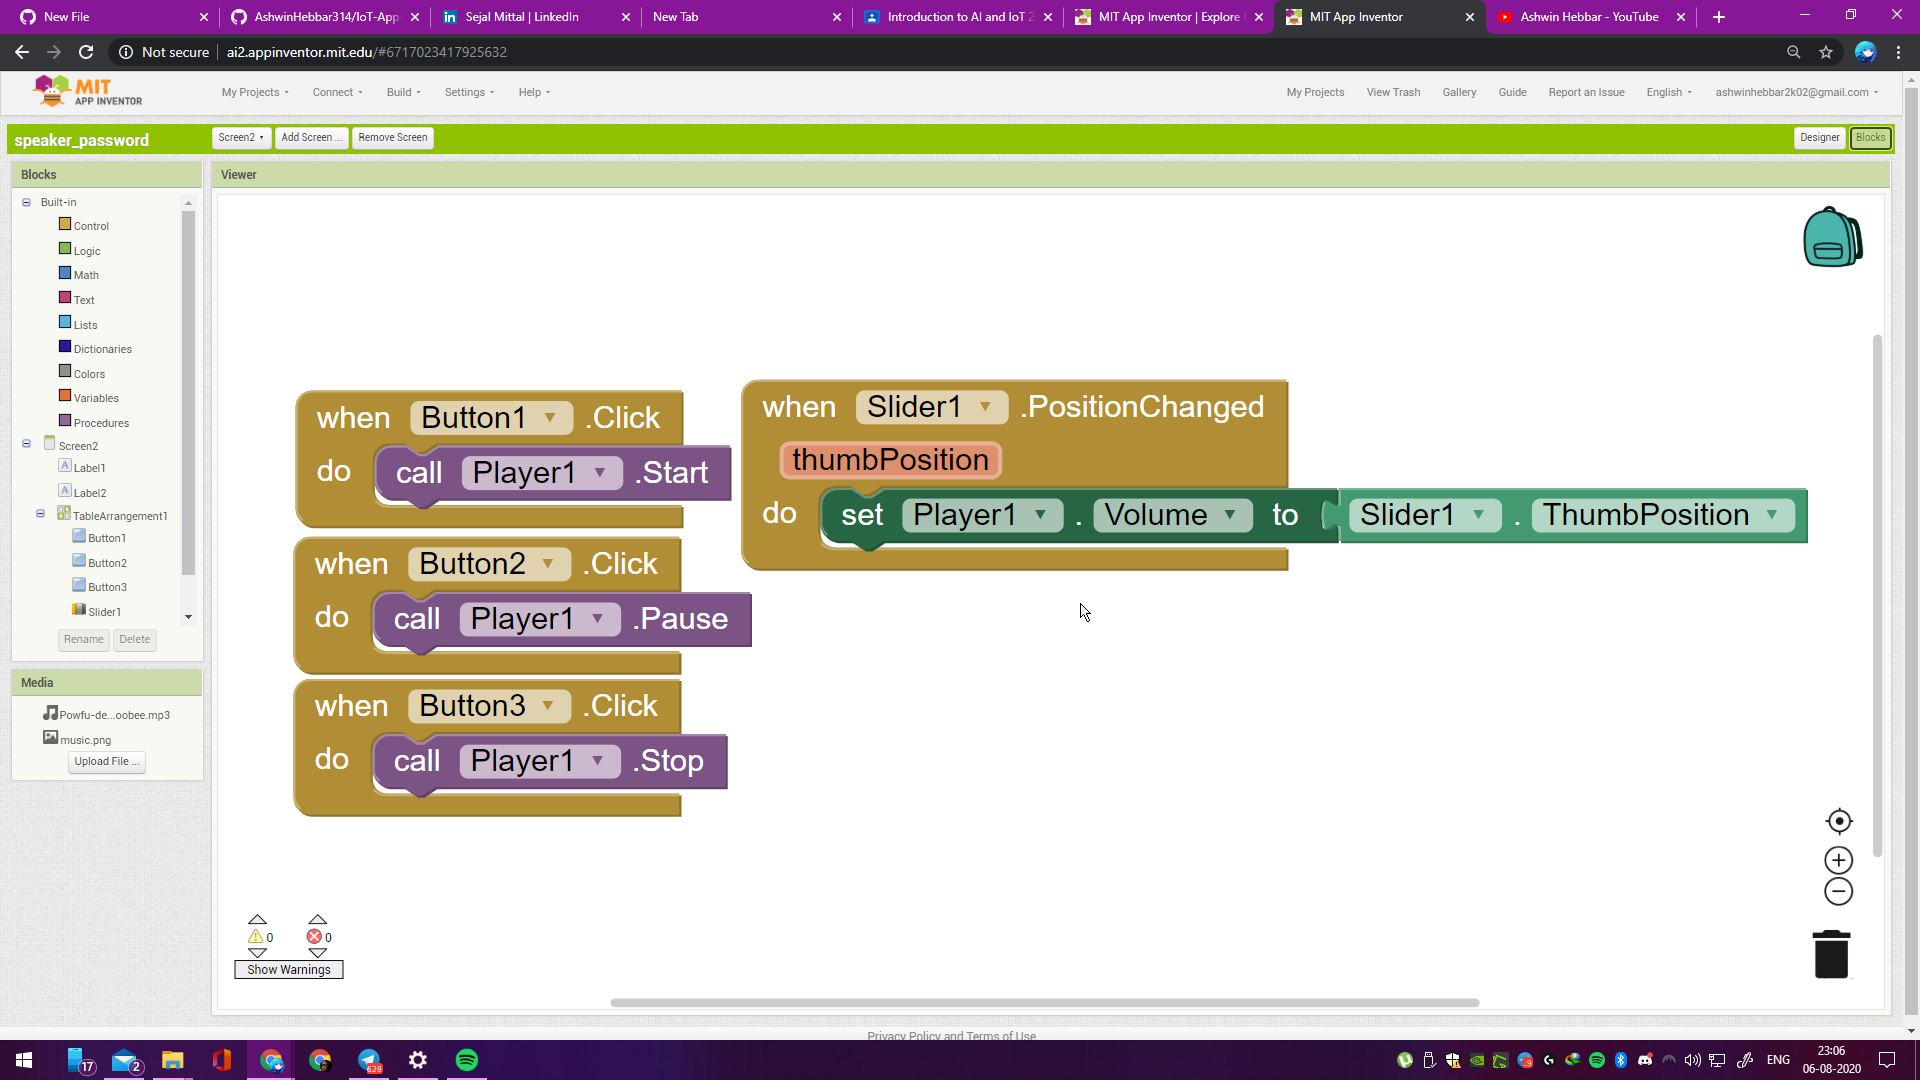 New File
AshwinHebbar314/IoT-App-
Sejal Mittal | LinkedIn
New Tab
Introduction to AI and IoT 2
MIT App Inventor | Explore
MIT App Inventor
Ashwin Hebbar - YouTube
Not secure
ai2.appinventor.mit.edu/#6717023417925632
MIT
APP INVENTOR
My Projects
Connect
Build
Settings
Help
My Projects
View Trash
Gallery
Guide
Report an Issue
English
ashwinhebbar2k02@gmail.com
speaker_password
Screen2
Add Screen ...
Remove Screen
Designer
Blocks
Blocks
Viewer
Built-in
Control
Logic
Math
Text
Lists
Dictionaries
Colors
Variables
Procedures
Screen2
Label1
Label2
TableArrangement1
Button1
Button2
Button3
Slider1
Rename
Delete
Media
Powfu-de...oobee.mp3
music.png
Upload File ...
when Button1 .Click
do call Player1 .Start
when Button2 .Click
do call Player1 .Pause
when Button3 .Click
do call Player1 .Stop
when Slider1 .PositionChanged
thumbPosition
do set Player1 . Volume to Slider1 . ThumbPosition
0
0
Show Warnings
Privacy Policy and Terms of Use
17
2
629
ENG
23:06
06-08-2020